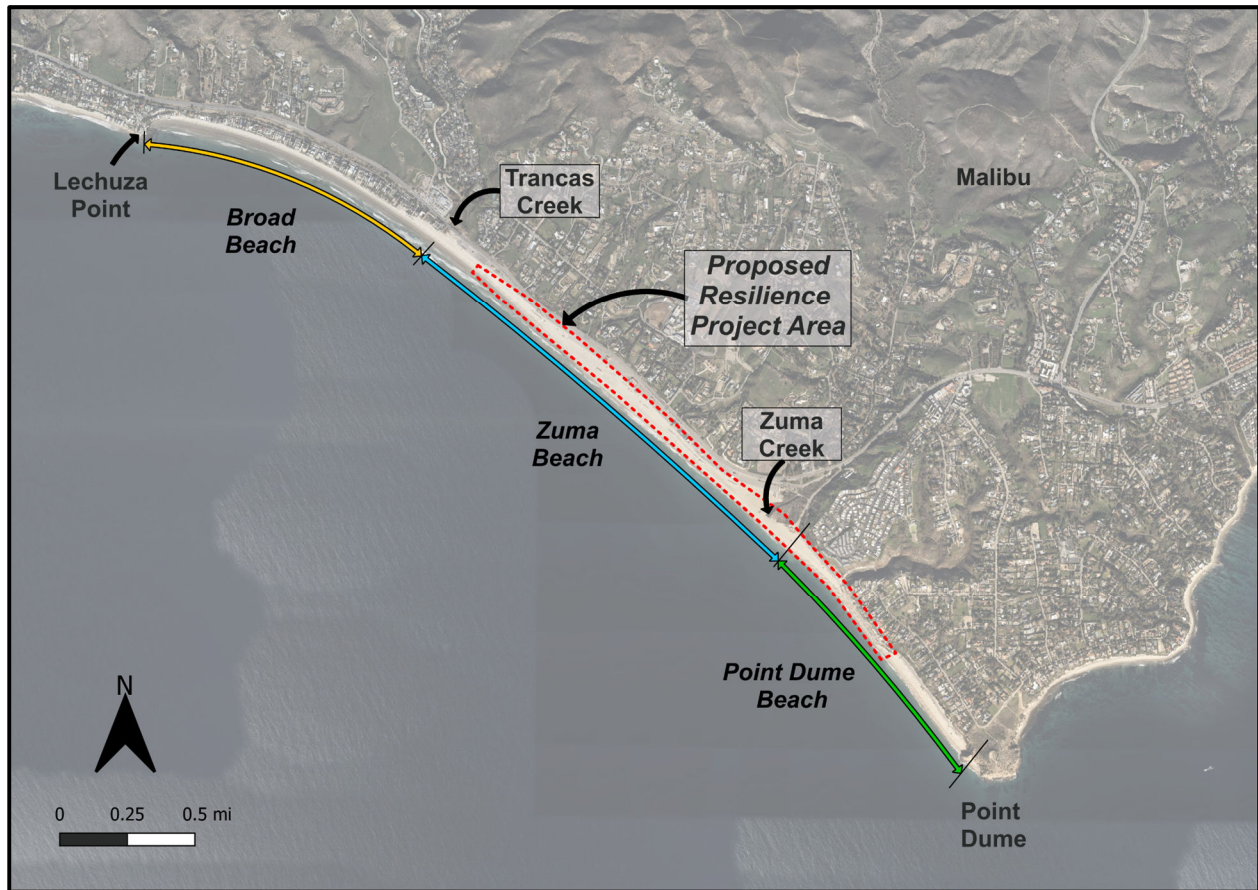 Lechuza
Point
Broad
Beach
Trancas
Creek
Malibu
Proposed
Resilience
Project Area
Zuma
Beach
Zuma
Creek
Point Dume
Beach
Point
Dume
N
0 0.25 0.5 mi